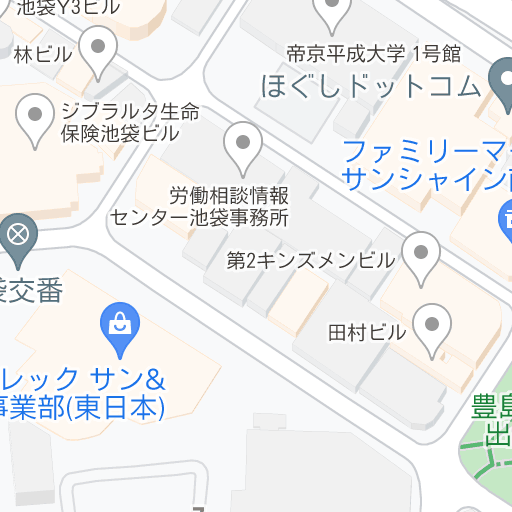 池袋Y3ビル
林ビル
帝京平成大学 1号館
ほぐしドットコム
ジブラルタ生命
保険池袋ビル
ファミリーマ
サンシャイン
労働相談情報
センター池袋事務所
第2キンズメンビル
袋交番
田村ビル
レック サン&
事業部(東日本)
豊島
出